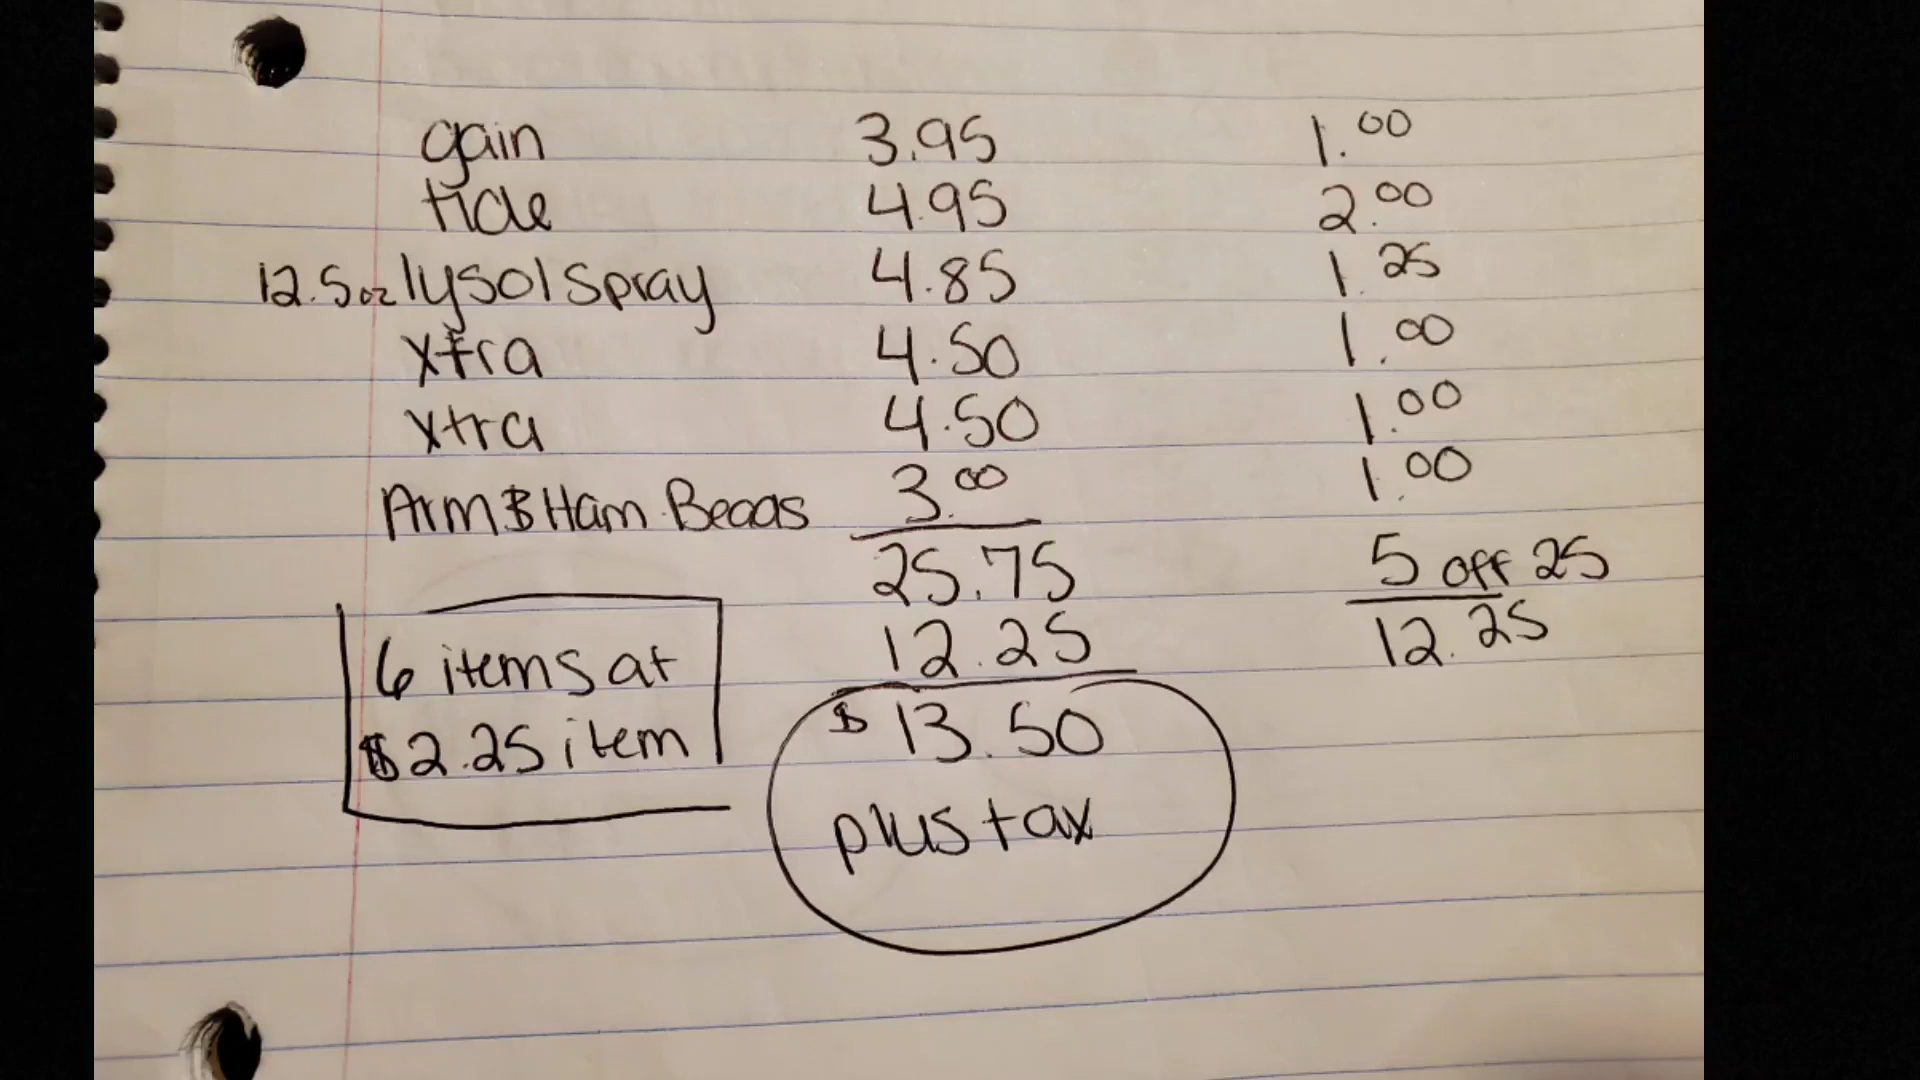 gain 3.95 1.00
tide 4.95 2.00
12.5oz lysol spray 4.85 1.25
xtra 4.50 1.00
xtra 4.50 1.00
Arm & Ham Beads 3.00 1.00
25.75 5 off 25
12.25 12.25
6 items at $13.50
$2.25 item plus tax